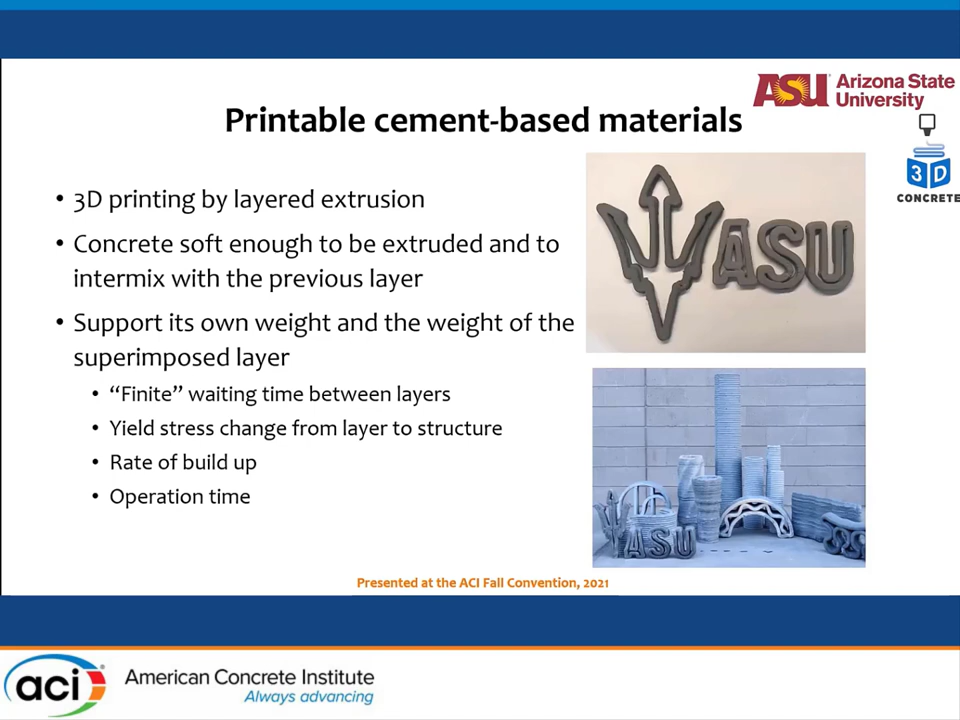 ASU Arizona State
University
Printable cement-based materials
3D
CONCRETE
• 3D printing by layered extrusion
• Concrete soft enough to be extruded and to
intermix with the previous layer
• Support its own weight and the weight of the
superimposed layer
• “Finite” waiting time between layers
• Yield stress change from layer to structure
• Rate of build up
• Operation time
ASU
ASU
Presented at the ACI Fall Convention, 2021
aci American Concrete Institute
Always advancing